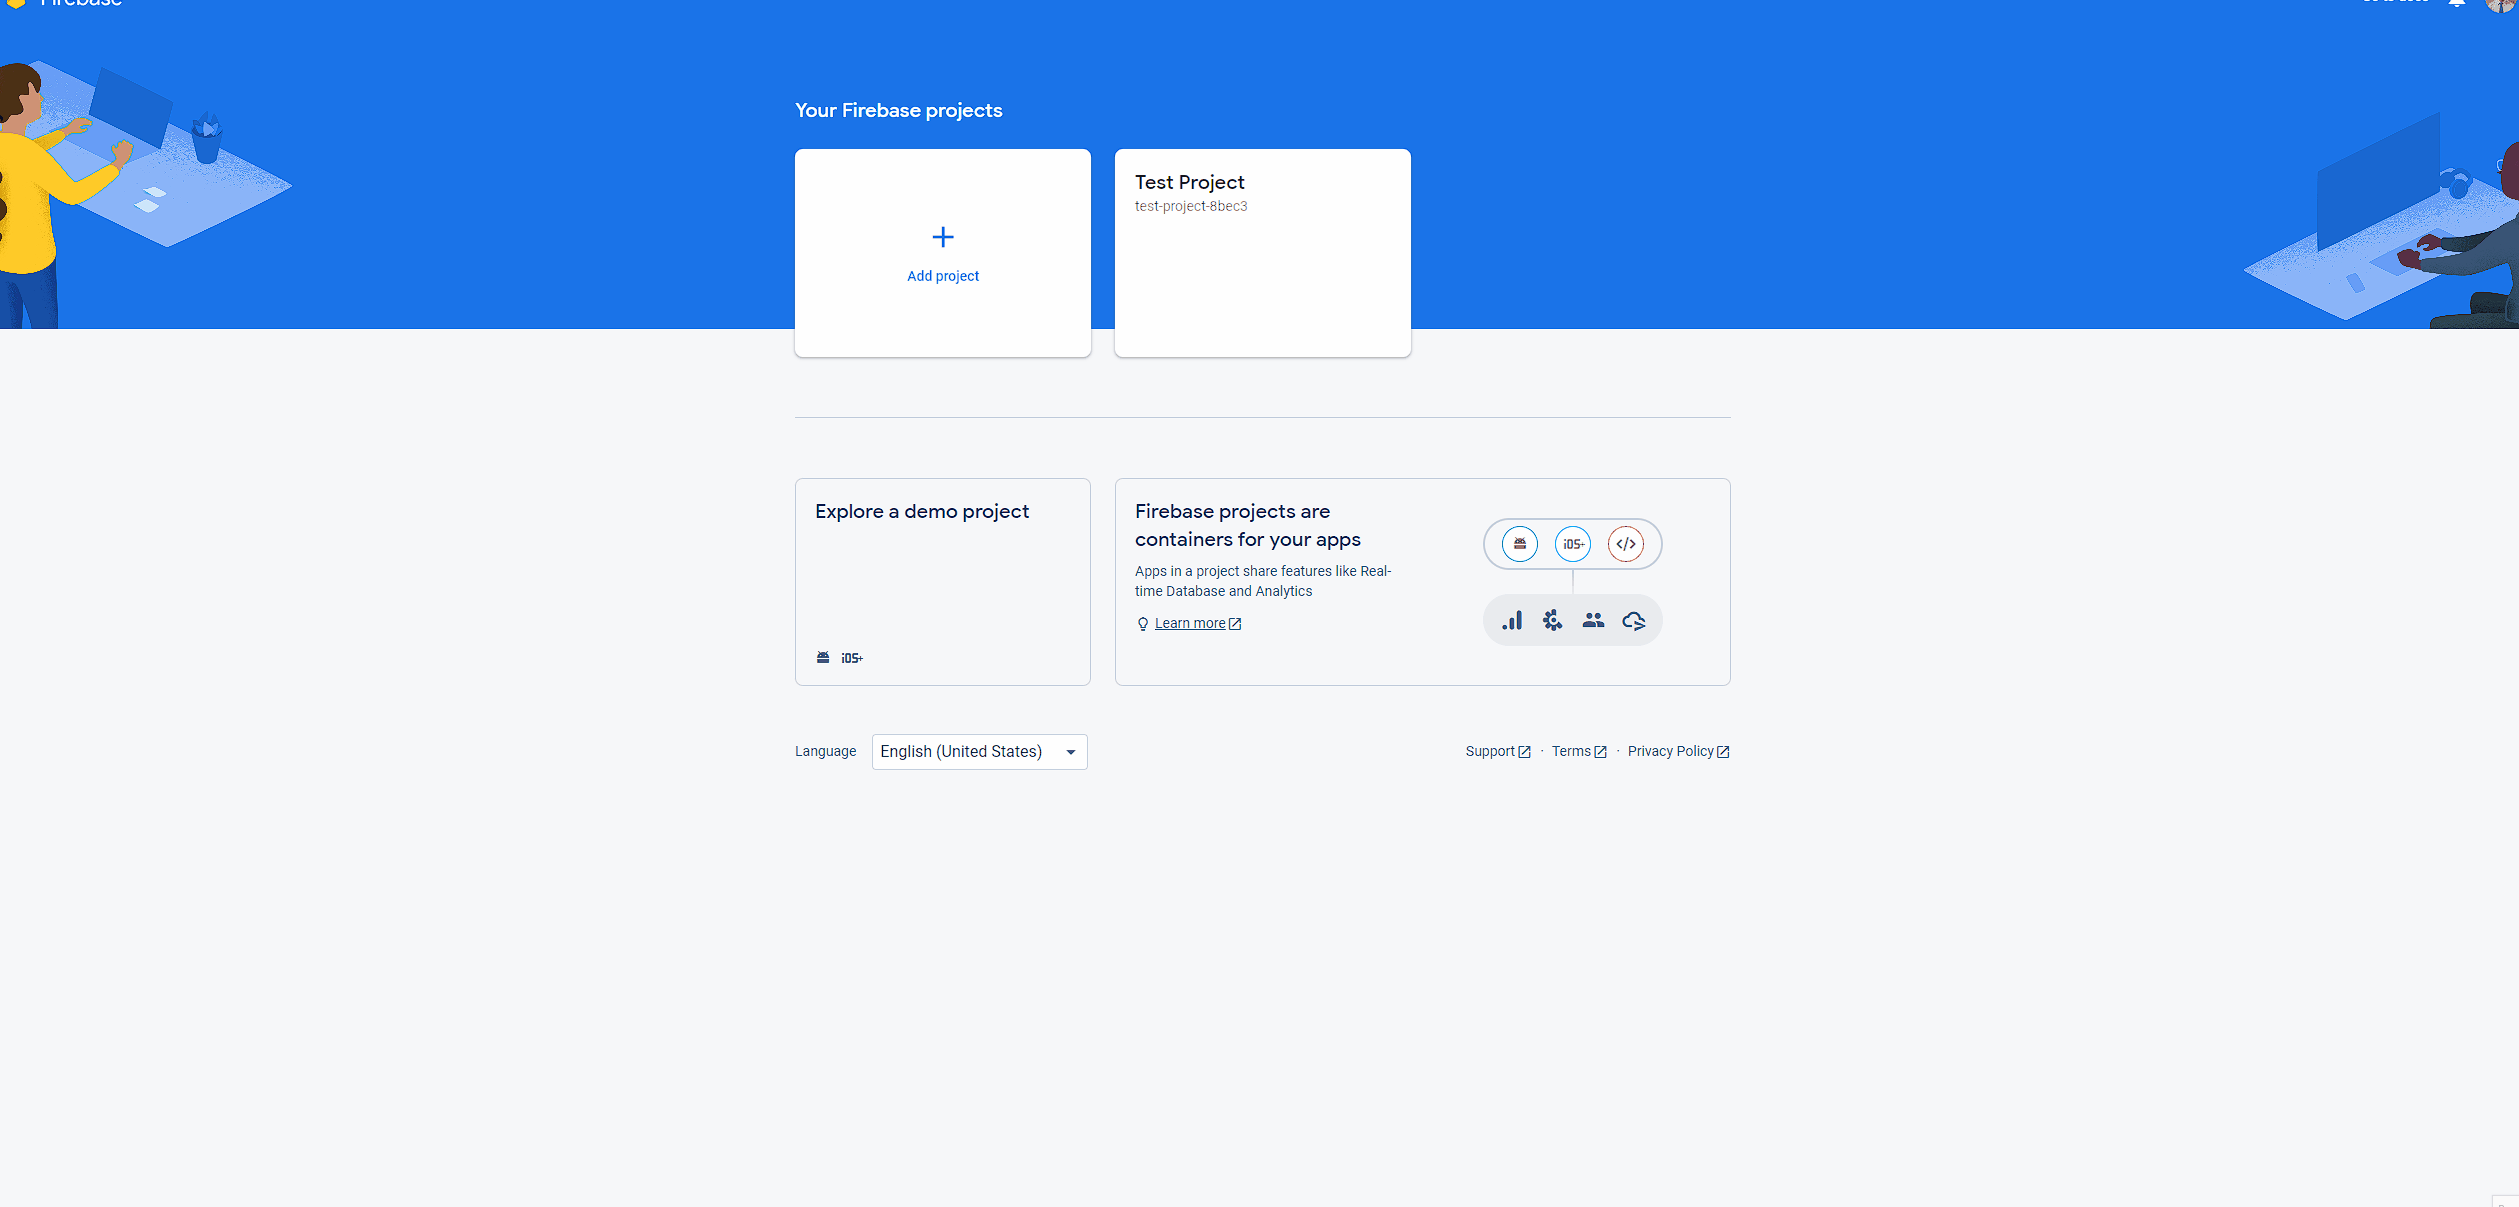 Firebase
Your Firebase projects
Add project
Test Project
test-project-8bec3
Explore a demo project
iOS+
Firebase projects are
containers for your apps
Apps in a project share features like Real-
time Database and Analytics
Learn more
iOS+
</>
Language
English (United States)
Support · Terms · Privacy Policy